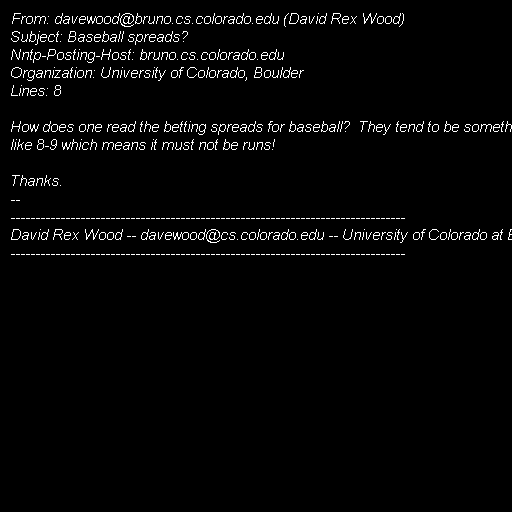 From: davewood@bruno.cs.colorado.edu (David Rex Wood)
Subject: Baseball spreads?
Nntp-Posting-Host: bruno.cs.colorado.edu
Organization: University of Colorado, Boulder
Lines: 8

How does one read the betting spreads for baseball?  They tend to be someth
like 8-9 which means it must not be runs!

Thanks.
--
-------------------------------------------------------------------------------
David Rex Wood -- davewood@cs.colorado.edu -- University of Colorado at
-------------------------------------------------------------------------------